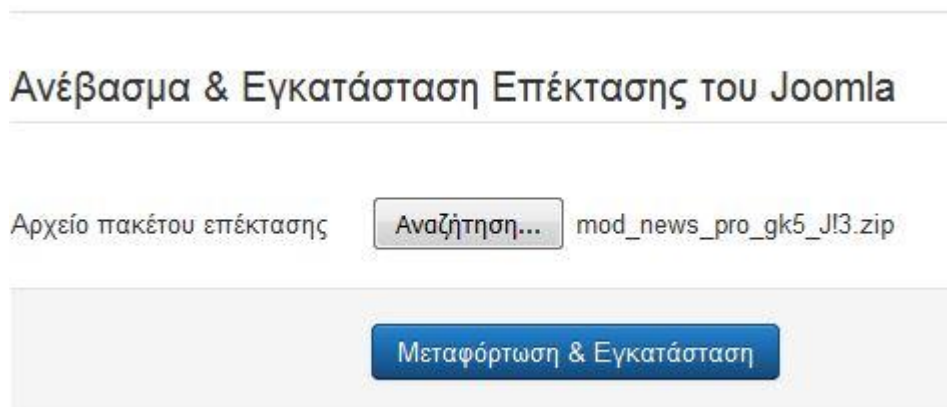 Ανέβασμα & Εγκατάσταση Επέκτασης του Joomla
Αρχείο πακέτου επέκτασης Αναζήτηση... mod_news_pro_gk5_J!3.zip
Μεταφόρτωση & Εγκατάσταση